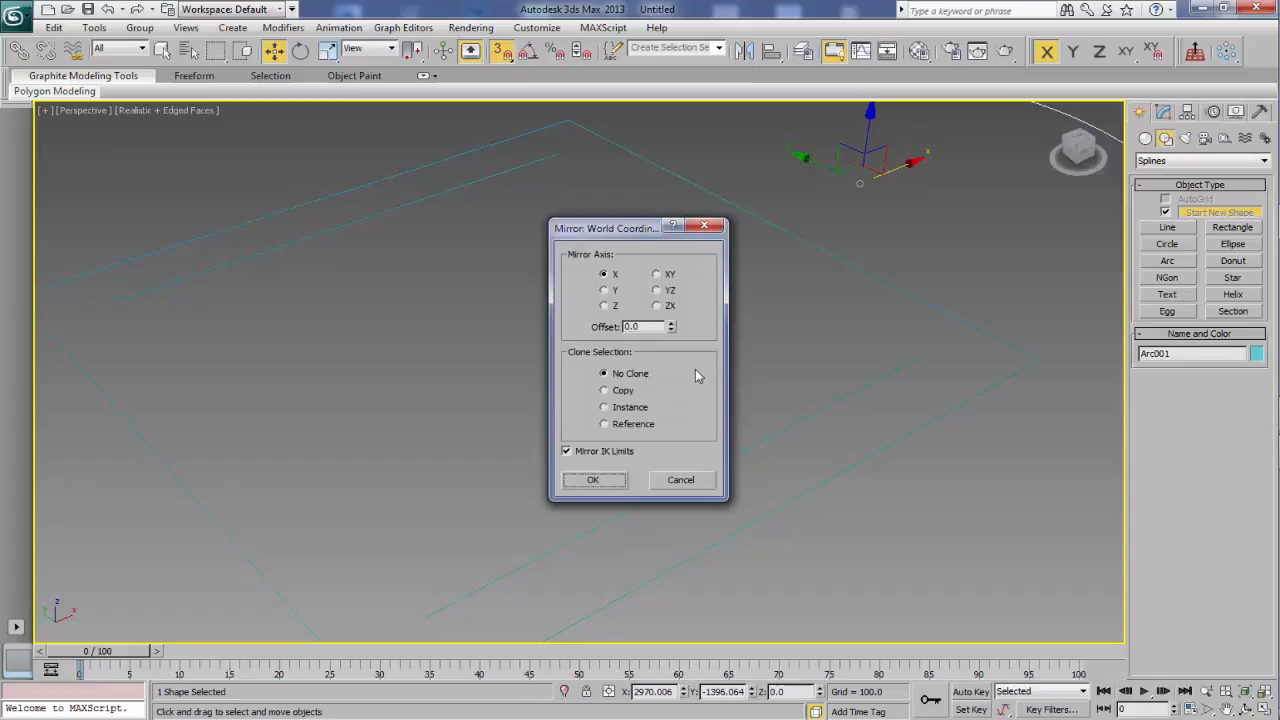 Workspace: Default
Autodesk 3ds Max 2013 Untitled
Type a keyword or phrase
Edit Tools Group Views Create Modifiers Animation Graph Editors Rendering Customize MAXScript Help
All
View
3
Create Selection Se
X Y Z XY XY
Graphite Modeling Tools Freeform Selection Object Paint
Polygon Modeling
[ + ] [Perspective ] [Realistic + Edged Faces ]
x
Splines
Object Type
AutoGrid
Start New Shape
Line Rectangle
Circle Ellipse
Arc Donut
NGon Star
Text Helix
Egg Section
Name and Color
Arc001
Mirror: World Coordin...
Mirror Axis:
X XY
Y YZ
Z ZX
Offset: 0.0
Clone Selection:
No Clone
Copy
Instance
Reference
Mirror IK Limits
OK Cancel
z
y x
0 / 100
0 5 10 15 20 25 30 35 40 45 50 55 60 65 70 75 80 85 90 95 100
1 Shape Selected
X: 2970.006 Y: -1396.064 Z: 0.0
Grid = 100.0
Auto Key Selected
Welcome to MAXScript.
Click and drag to select and move objects
Add Time Tag
Set Key Key Filters...
0